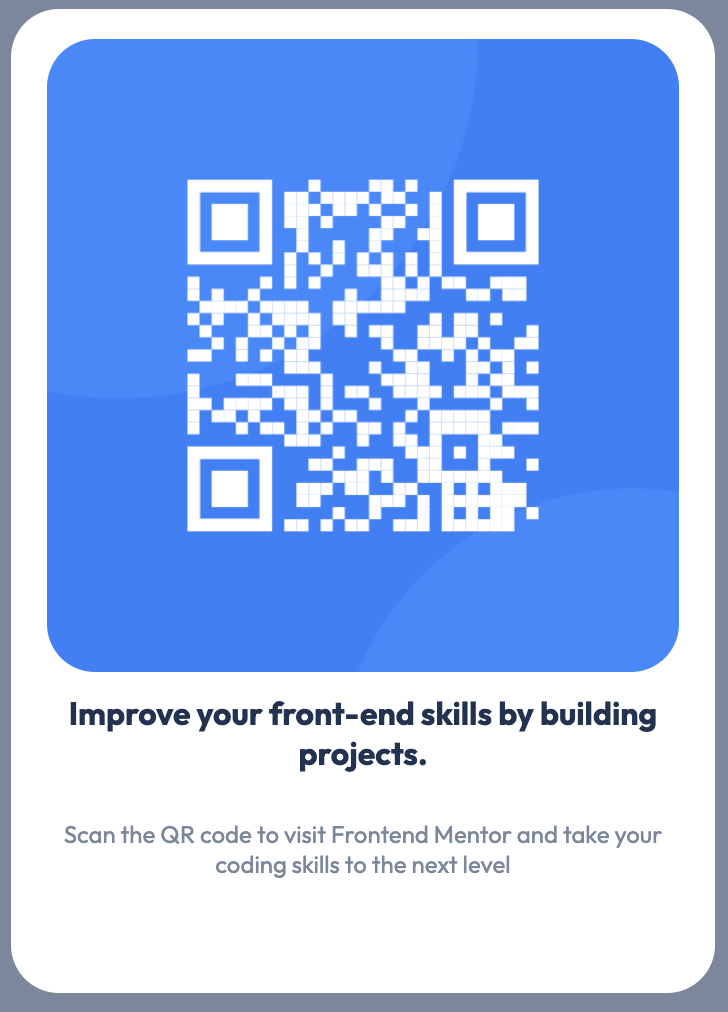 Improve your front-end skills by building
projects.
Scan the QR code to visit Frontend Mentor and take your
coding skills to the next level